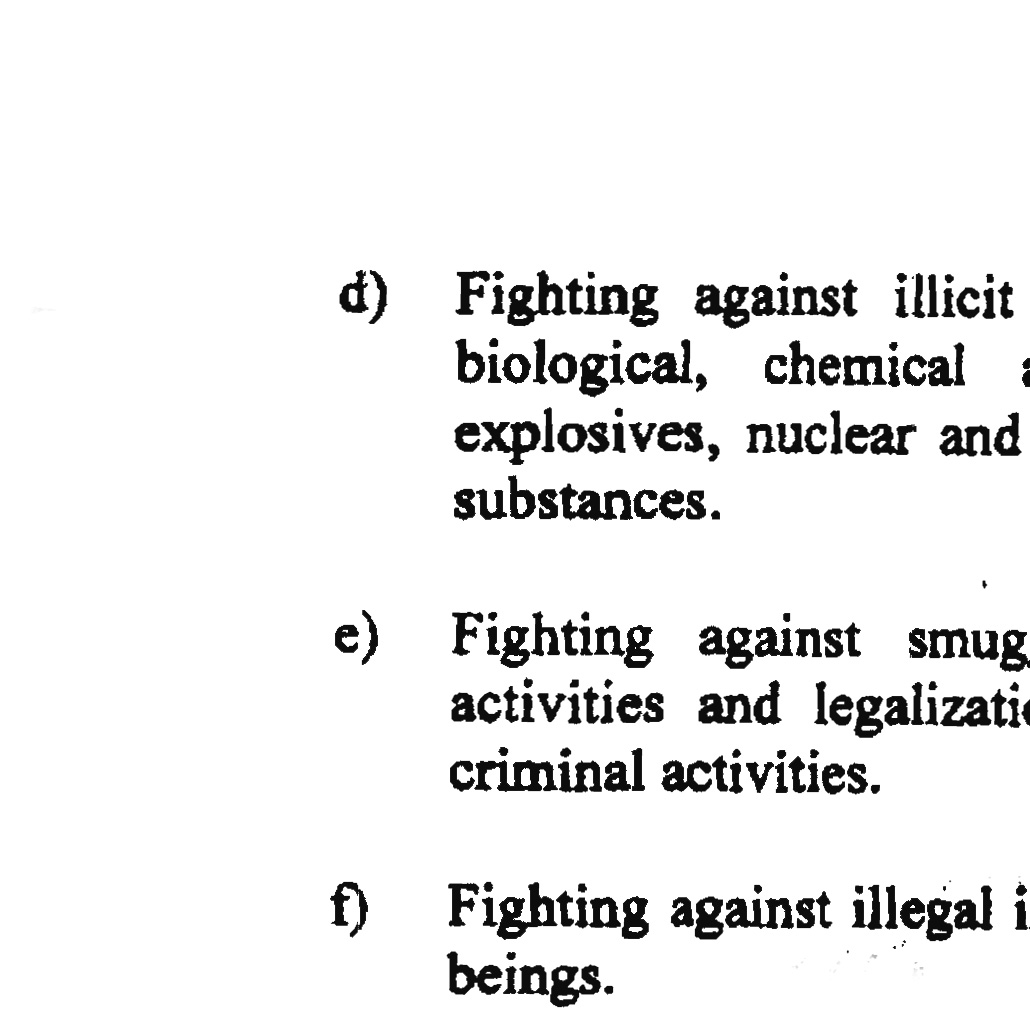 d) Fighting against illicit
biological, chemical
explosives, nuclear and
substances.
e) Fighting against
activities and
criminal activities.
f) Fighting against illegal
beings.